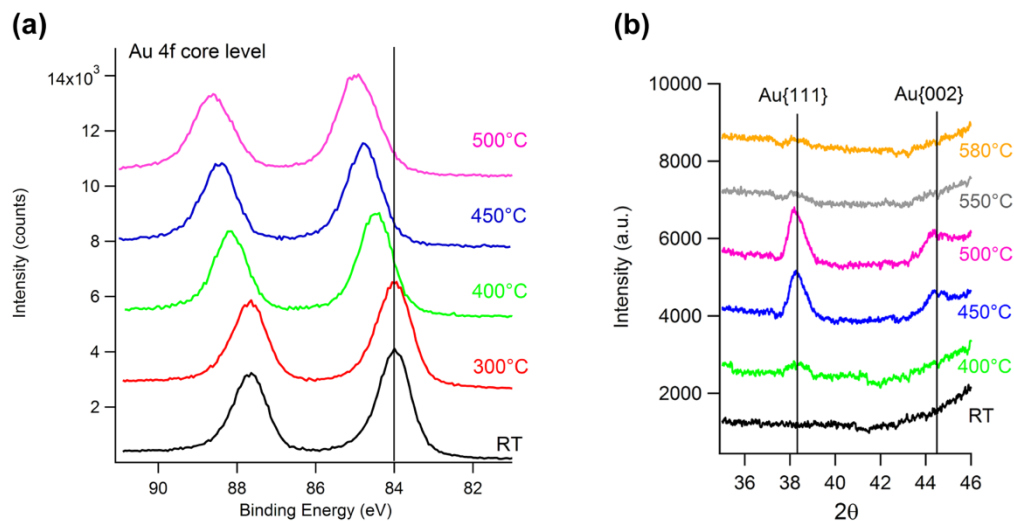 (a)
Au 4f core level
14x10³
12
10
8
6
4
2
Intensity (counts)
500°C
450°C
400°C
300°C
RT
90
88
86
84
82
Binding Energy (eV)
(b)
Au{111}
Au{002}
10000
8000
6000
4000
2000
Intensity (a.u.)
580°C
550°C
500°C
450°C
400°C
RT
36
38
40
42
44
46
2θ